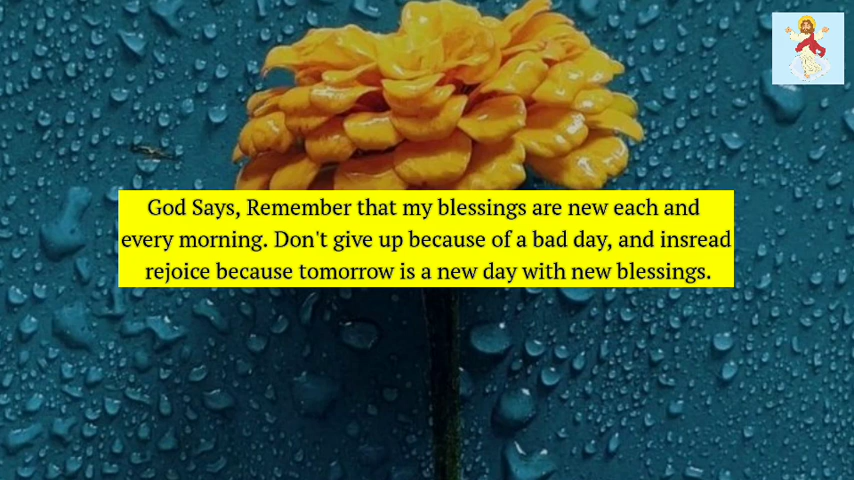 God Says, Remember that my blessings are new each and
every morning. Don't give up because of a bad day, and insread
rejoice because tomorrow is a new day with new blessings.